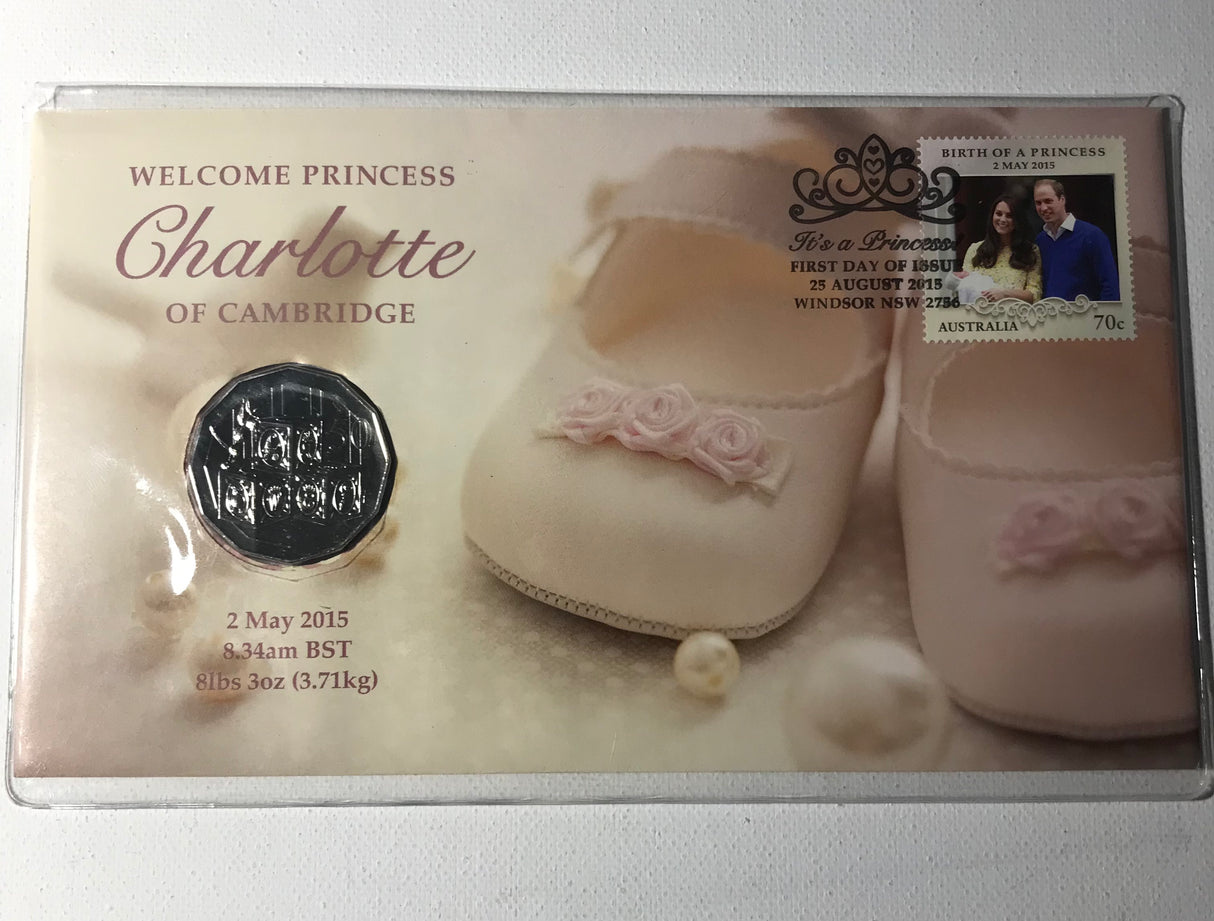 WELCOME PRINCESS
Charlotte
OF CAMBRIDGE
2 May 2015
8.34am BST
8lbs 3oz (3.71kg)
It's a Princess!
FIRST DAY OF ISSUE
25 AUGUST 2015
WINDSOR NSW 2756
BIRTH OF A PRINCESS
2 MAY 2015
AUSTRALIA 70c